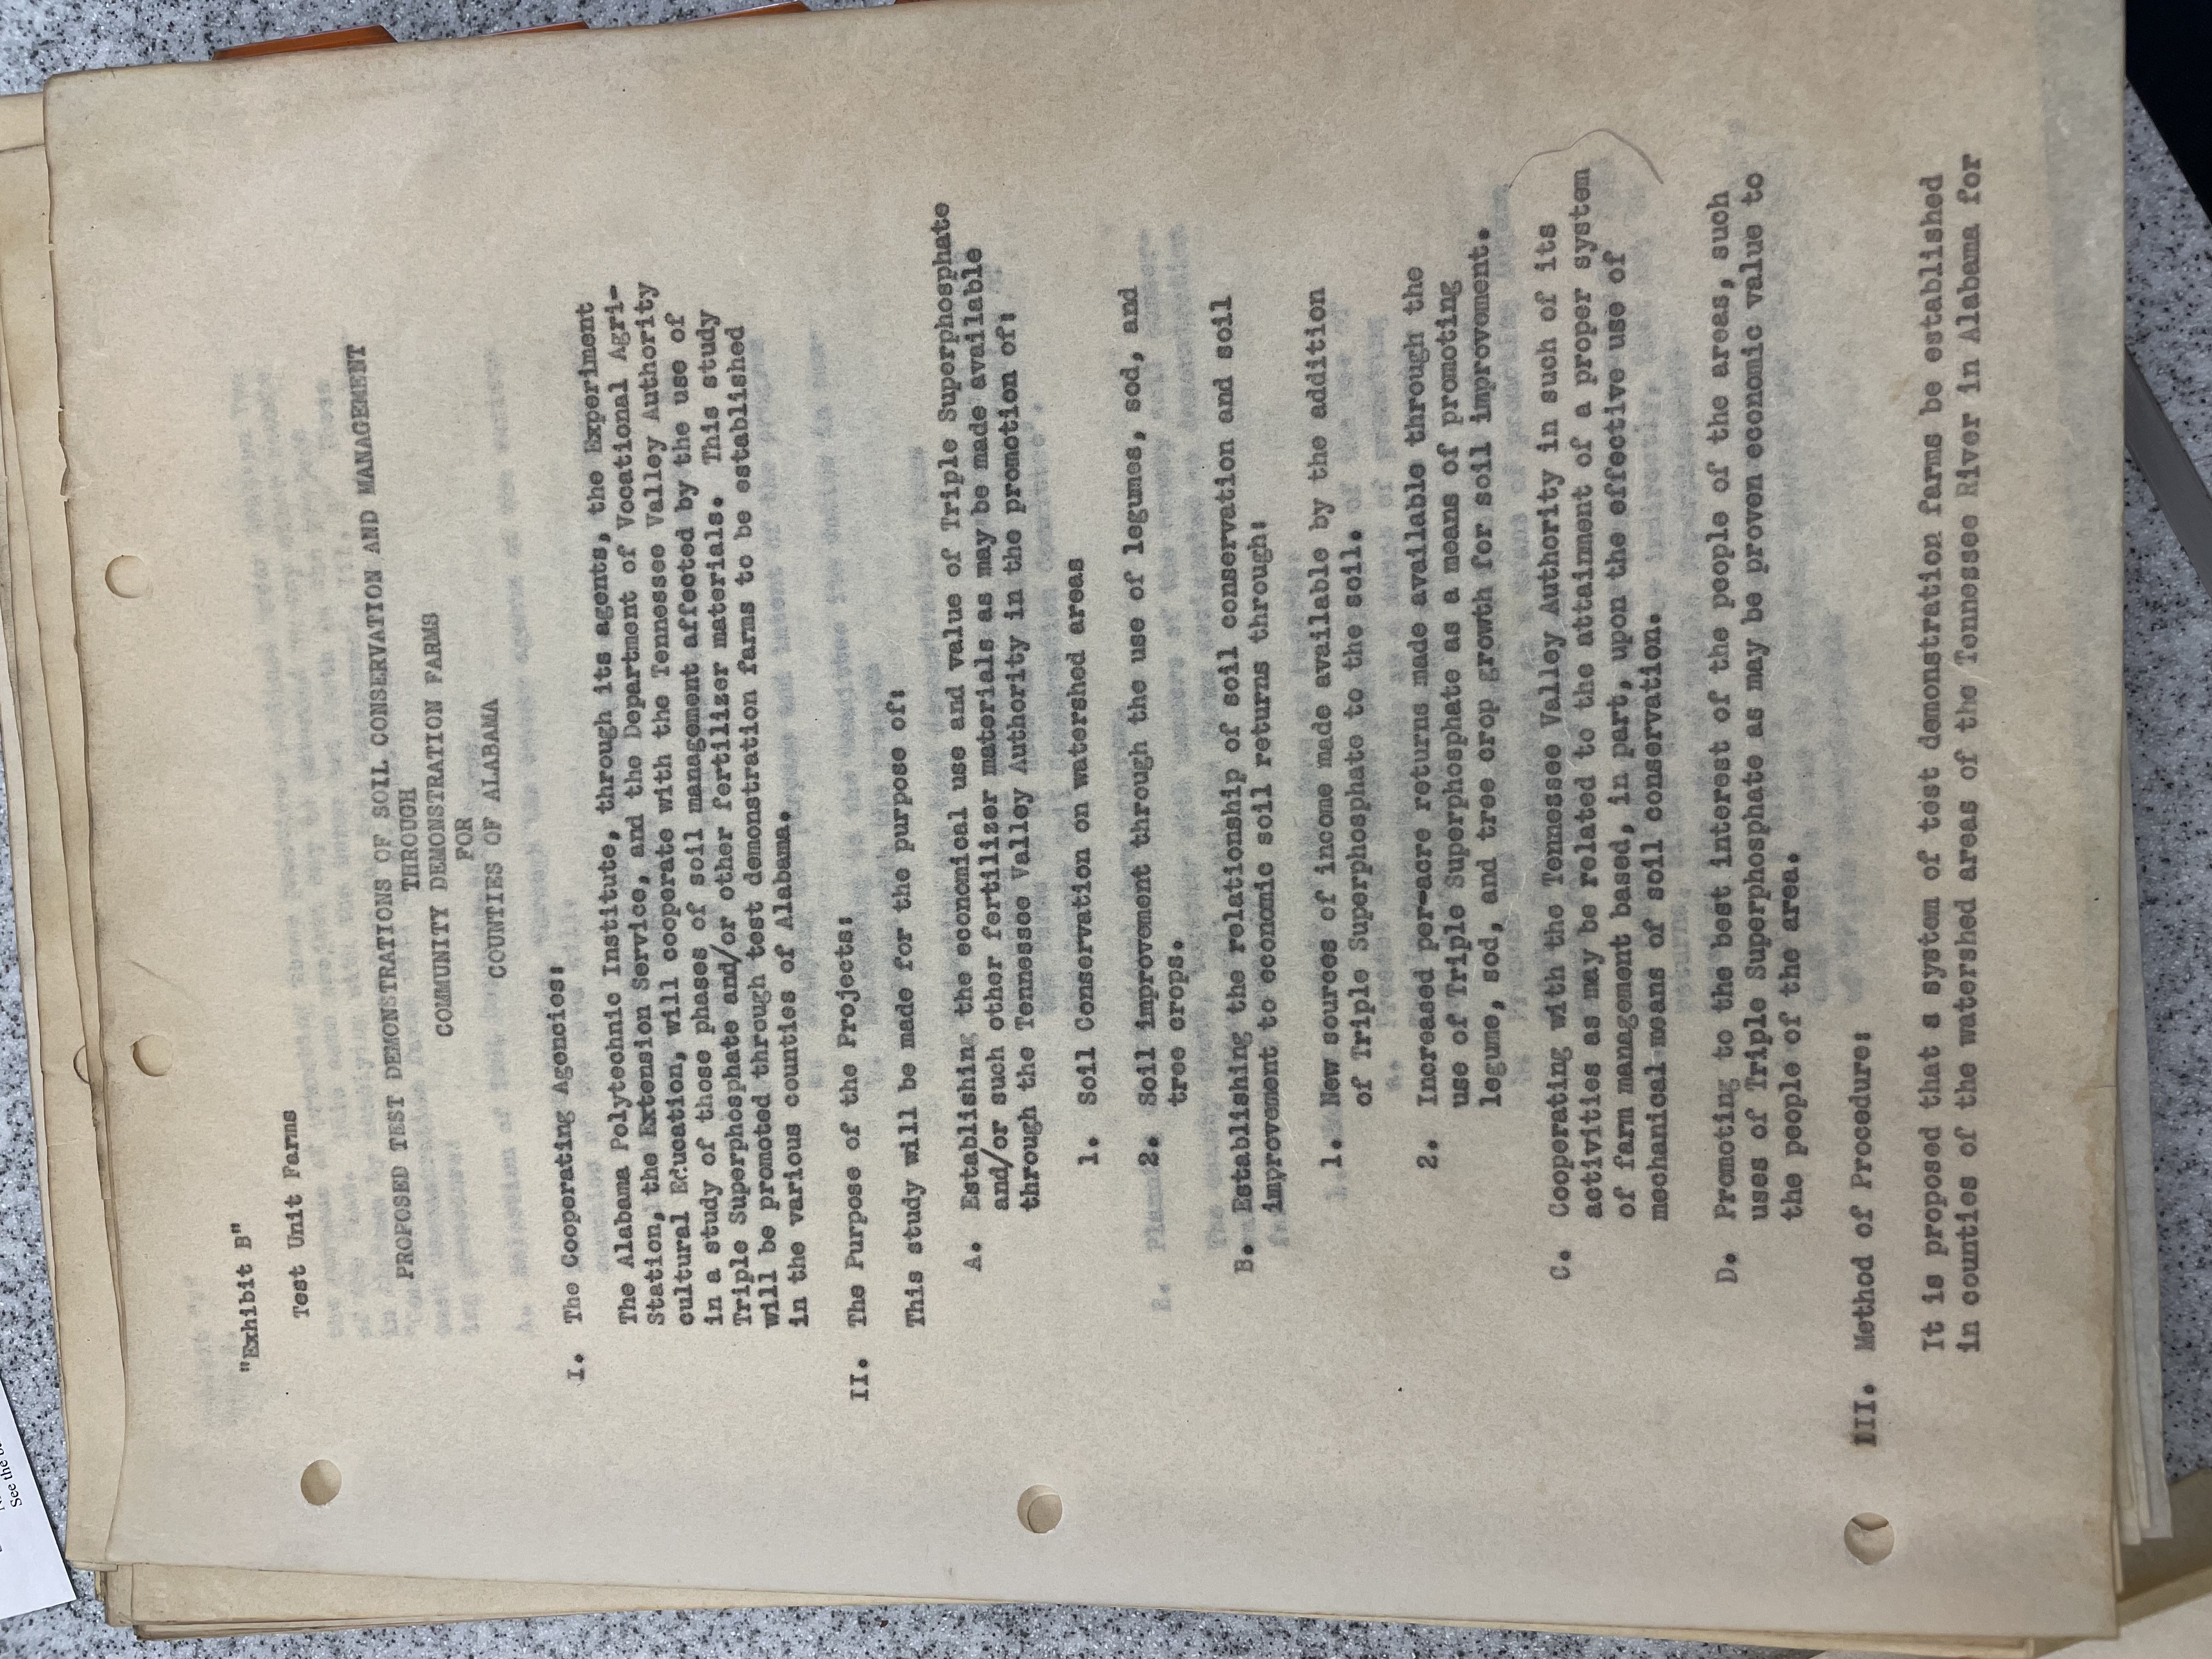 See the
"Exhibit B"
Test Unit Farms
PROPOSED TEST DEMONSTRATIONS OF SOIL CONSERVATION AND MANAGEMENT
THROUGH
COMMUNITY DEMONSTRATION FARMS
FOR
COUNTIES OF ALABAMA
I. The Cooperating Agencies:
The Alabama Polytechnic Institute, through its agents, the Experiment
Station, the Extension Service, and the Department of Vocational Agri-
cultural Education, will cooperate with the Tennessee Valley Authority
in a study of those phases of soil management affected by the use of
Triple Superphosphate and/or other fertilizer materials. This study
will be promoted through test demonstration farms to be established
in the various counties of Alabama.
II. The Purpose of the Projects:
This study will be made for the purpose of:
A. Establishing the economical use and value of Triple Superphosphate
and/or such other fertilizer materials as may be made available
through the Tennessee Valley Authority in the promotion of:
1. Soil Conservation on watershed areas
2. Soil improvement through the use of legumes, sod, and
tree crops.
B. Establishing the relationship of soil conservation and soil
improvement to economic soil returns through:
1. New sources of income made available by the addition
of Triple Superphosphate to the soil.
2. Increased per-acre returns made available through the
use of Triple Superphosphate as a means of promoting
legume, sod, and tree crop growth for soil improvement.
C. Cooperating with the Tennessee Valley Authority in such of its
activities as may be related to the attainment of a proper system
of farm management based, in part, upon the effective use of
mechanical means of soil conservation.
D. Promoting to the best interest of the people of the areas, such
uses of Triple Superphosphate as may be proven economic value to
the people of the area.
III. Method of Procedure:
It is proposed that a system of test demonstration farms be established
in counties of the watershed areas of the Tennessee River in Alabama for